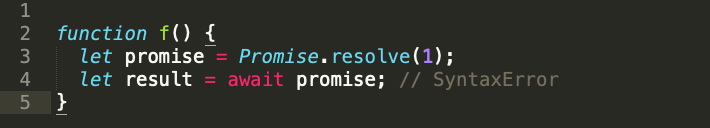 1
2 function f() {
3   let promise = Promise.resolve(1);
4   let result = await promise; // SyntaxError
5 }